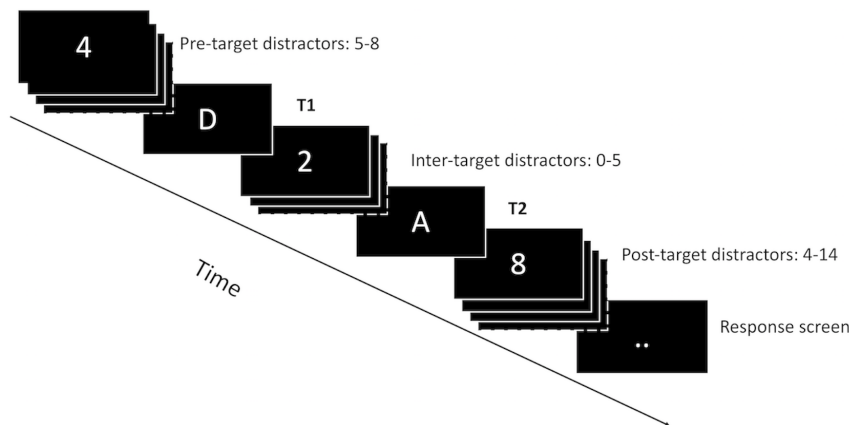 4
Pre-target distractors: 5-8
D
T1
2
Inter-target distractors: 0-5
A
T2
8
Post-target distractors: 4-14
Time
Response screen
..